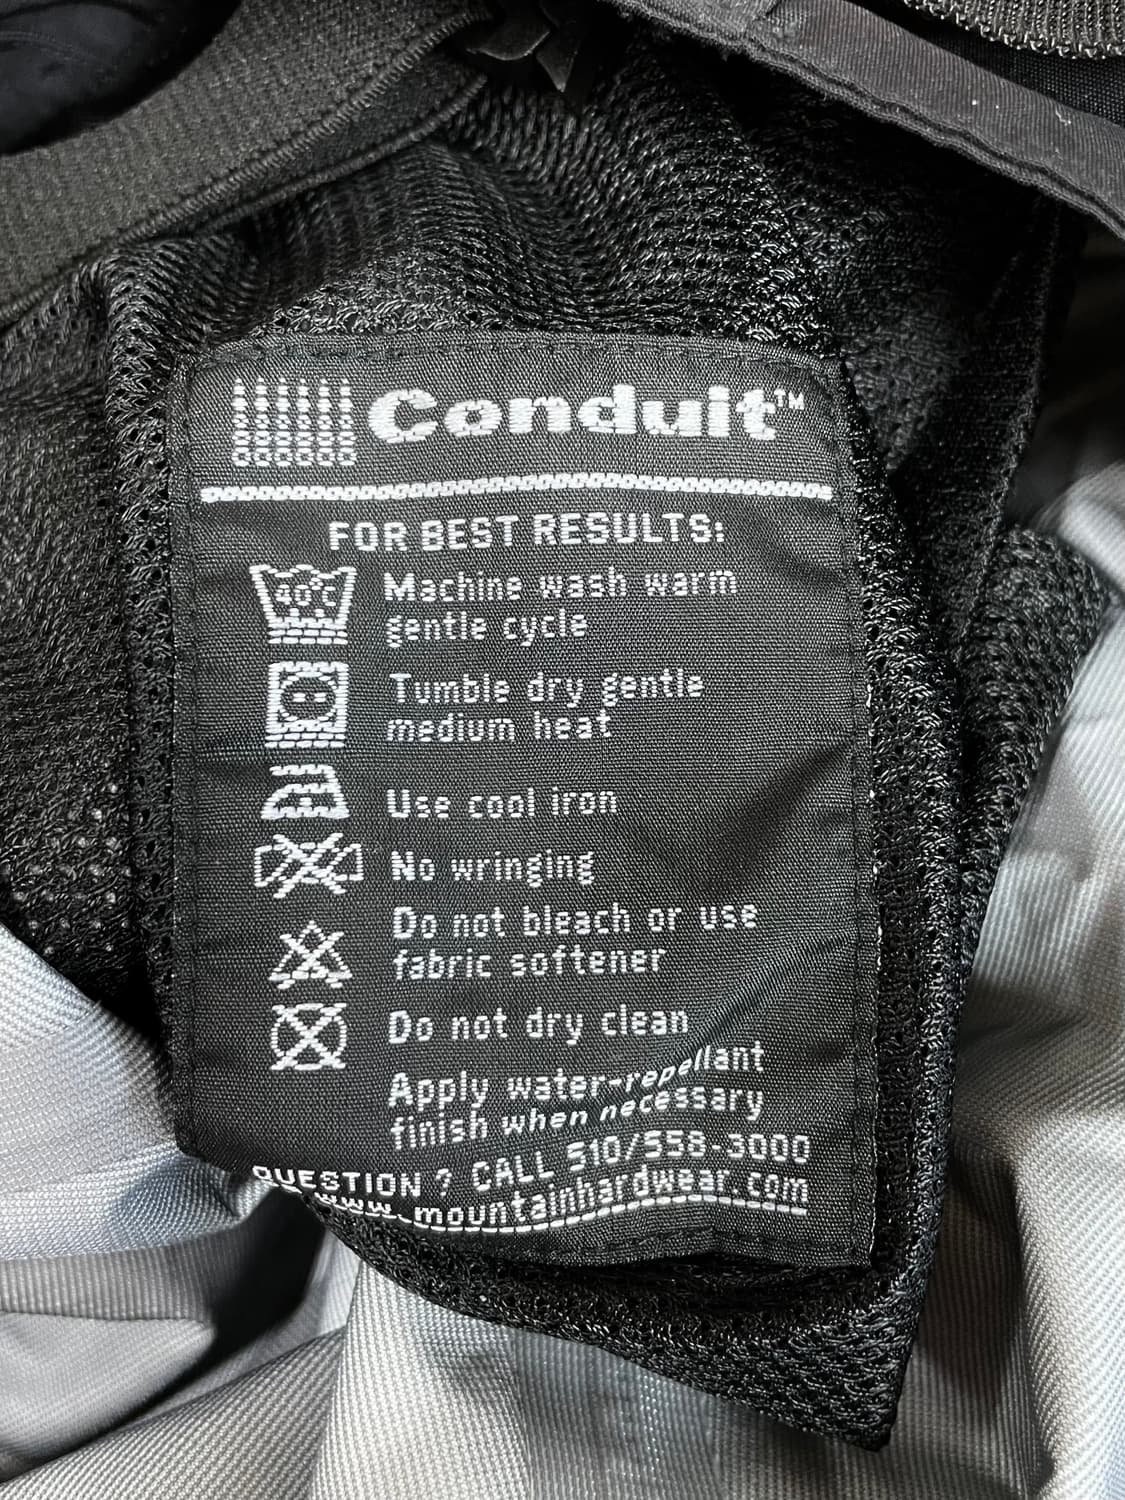 Conduit™
FOR BEST RESULTS:
40°C
Machine wash warm
gentle cycle
Tumble dry gentle
medium heat
Use cool iron
No wringing
Do not bleach or use
fabric softener
Do not dry clean
Apply water-repellant
finish when necessary
QUESTION ? CALL 510/558-3000
www.mountainhardwear.com